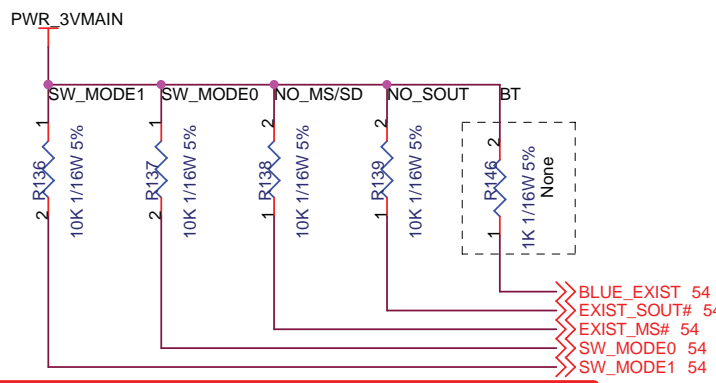 PWR_3VMAIN
SW_MODE1 SW_MODE0 NO_MS/SD NO_SOUT BT
1 1 2 2 2
R136 10K 1/16W 5%
R137 10K 1/16W 5%
R138 10K 1/16W 5%
R139 10K 1/16W 5%
R146 1K 1/16W 5%
None
2 2 1 1 1
BLUE_EXIST 54
EXIST_SOUT# 54
EXIST_MS# 54
SW_MODE0 54
SW_MODE1 54